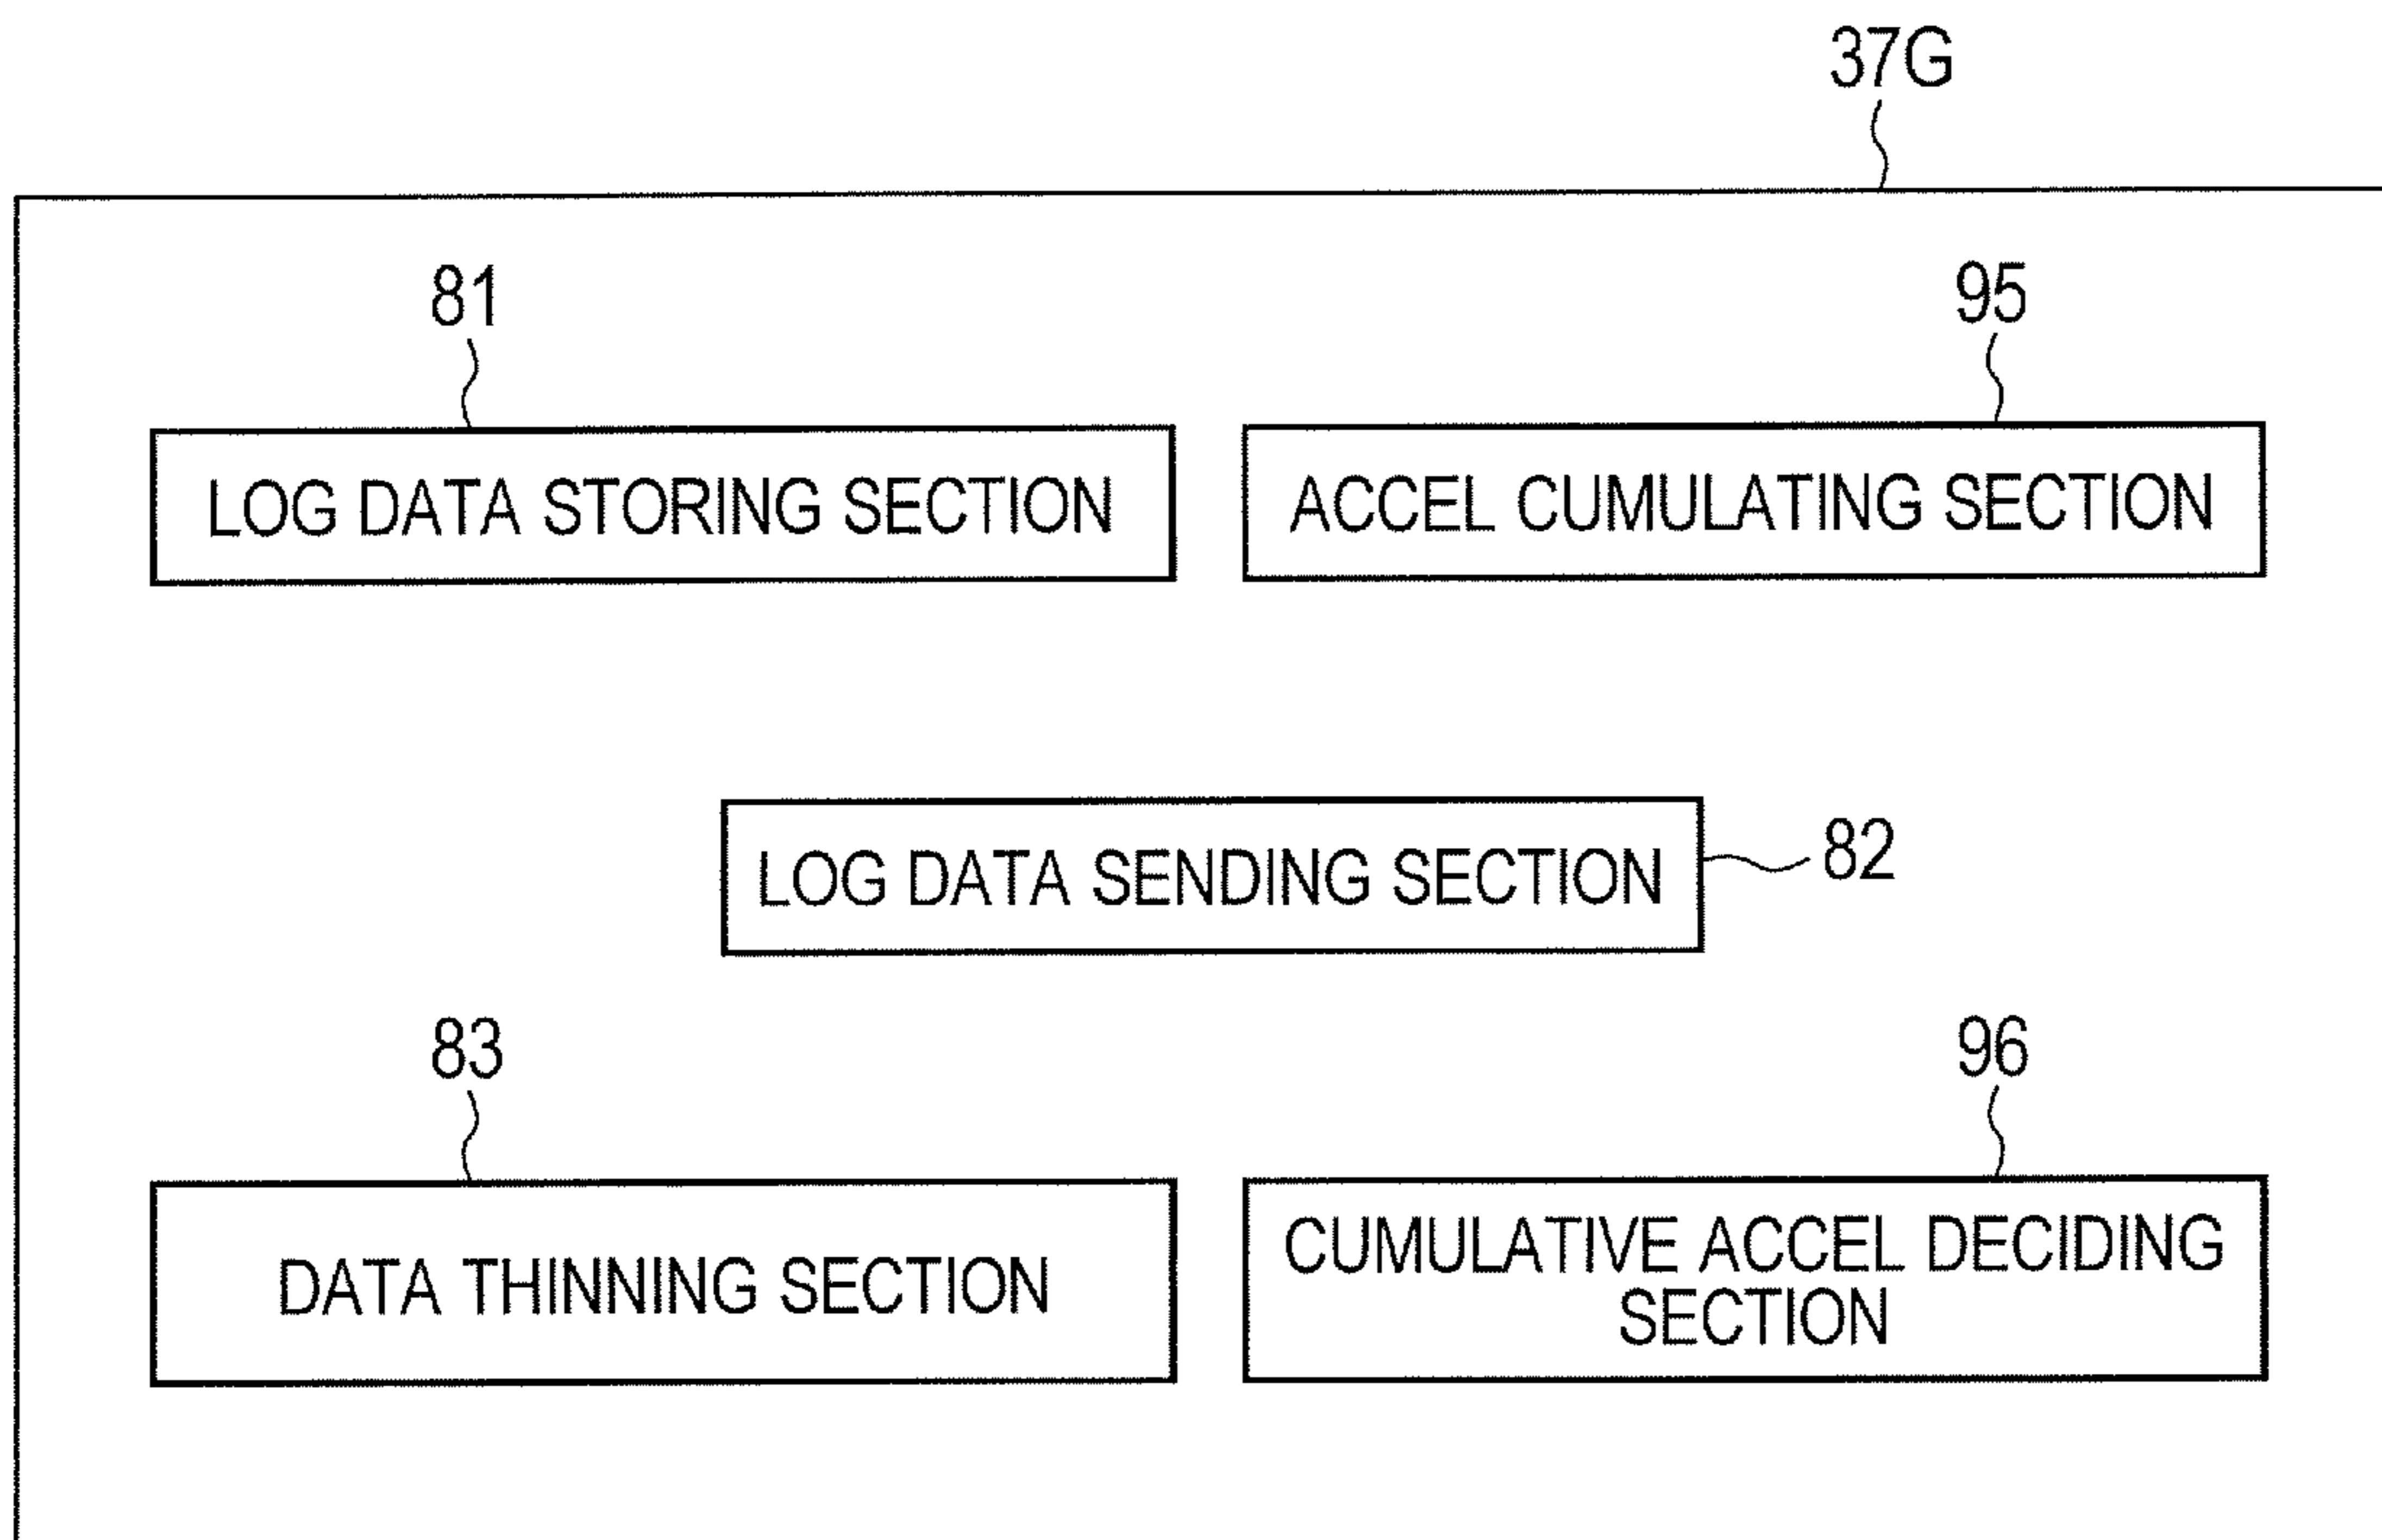 37G
81
95
LOG DATA STORING SECTION
ACCEL CUMULATING SECTION
LOG DATA SENDING SECTION
82
83
96
DATA THINNING SECTION
CUMULATIVE ACCEL DECIDING
SECTION